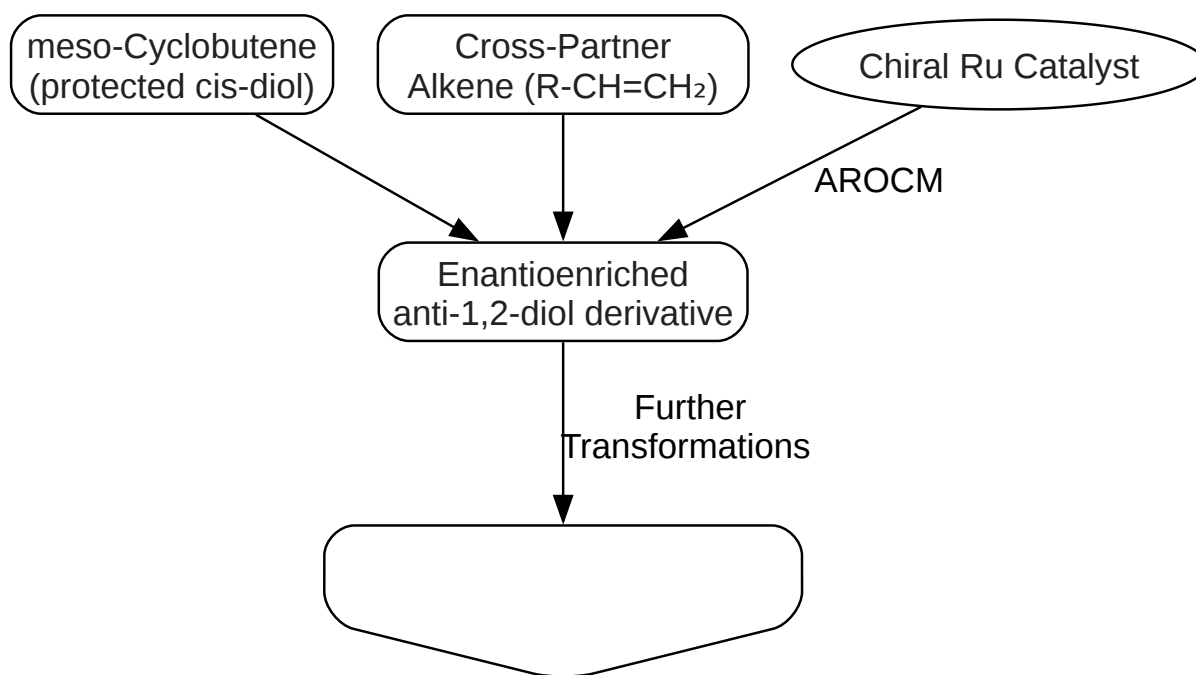 meso-Cyclobutene
(protected cis-diol)
Cross-Partner
Alkene (R-CH=CH₂)
Chiral Ru Catalyst
AROCM
Enantioenriched
anti-1,2-diol derivative
Further
Transformations